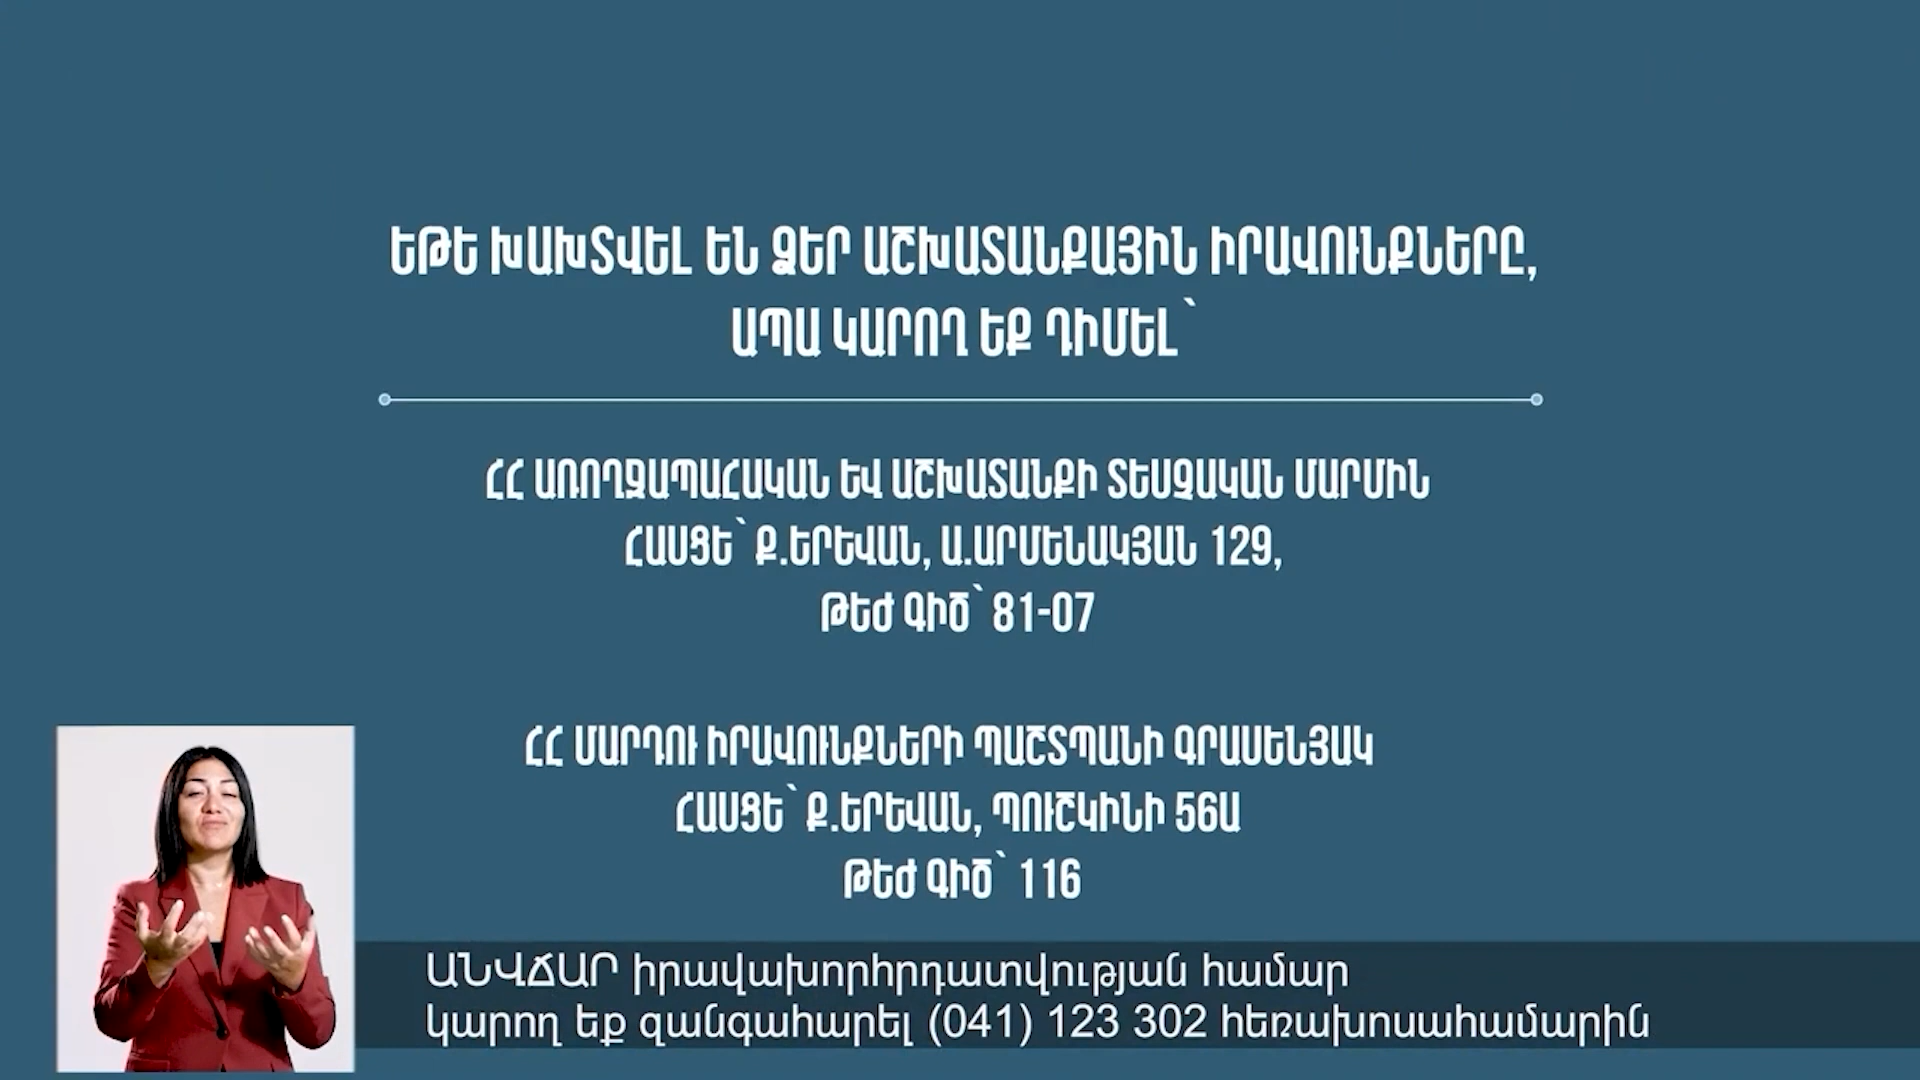 ԵԹԵ ԽԱԽՏՎԵԼ ԵՆ ՁԵՐ ԱՇԽԱՏԱՆՔԱՅԻՆ ԻՐԱՎՈՒՆՔՆԵՐԸ,
ԱՊԱ ԿԱՐՈՂ ԵՔ ԴԻՄԵԼ՝
ՀՀ ԱՌՈՂՋԱՊԱՀԱԿԱՆ ԵՎ ԱՇԽԱՏԱՆՔԻ ՏԵՍՉԱԿԱՆ ՄԱՐՄԻՆ
ՀԱՍՑԵ՝ Ք.ԵՐԵՎԱՆ, Ա.ԱՐՄԵՆԱԿՅԱՆ 129,
ԹԵԺ ԳԻԾ՝ 81-07
ՀՀ ՄԱՐԴՈՒ ԻՐԱՎՈՒՆՔՆԵՐԻ ՊԱՇՏՊԱՆԻ ԳՐԱՍԵՆՅԱԿ
ՀԱՍՑԵ՝ Ք.ԵՐԵՎԱՆ, ՊՈՒՇԿԻՆԻ 56Ա
ԹԵԺ ԳԻԾ՝ 116
ԱՆՎՃԱՐ իրավախորհրդատվության համար
կարող եք զանգահարել (041) 123 302 հեռախոսահամարին